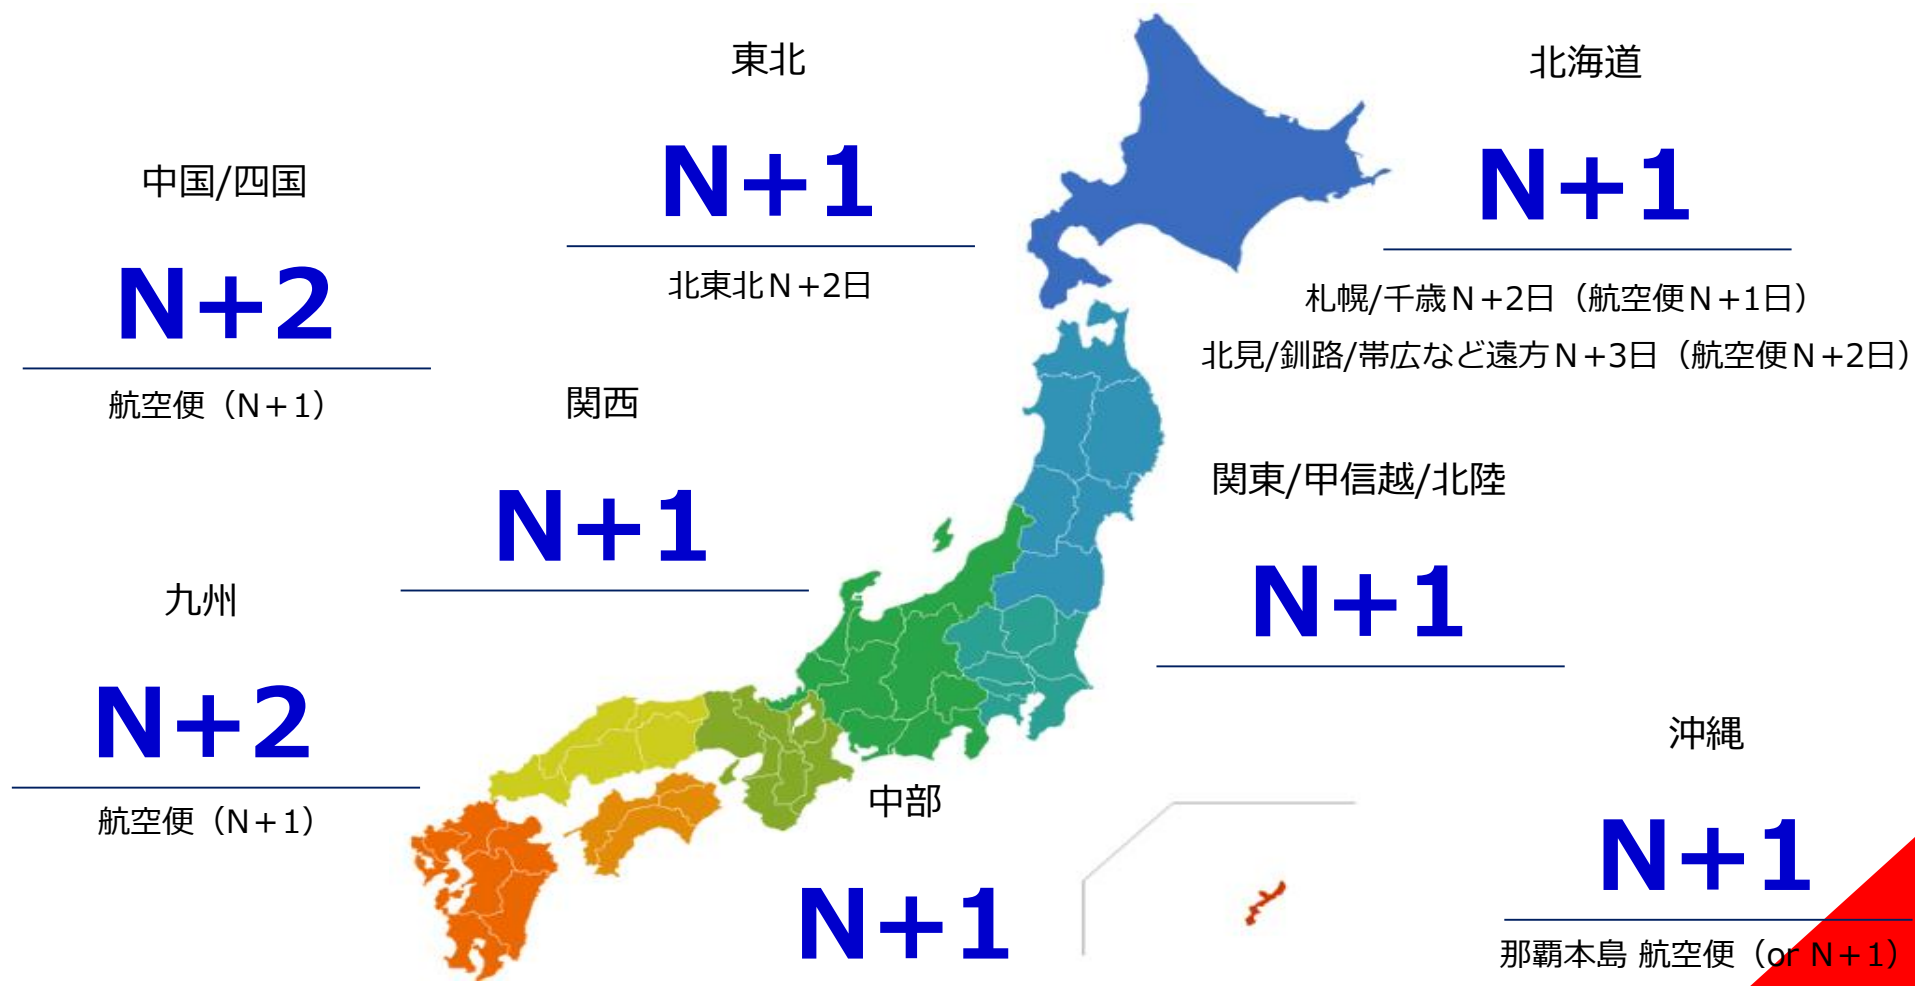 東北
N+1
北東北N+2日
北海道
N+1
札幌/千歳N+2日（航空便N+1日）
北見/釧路/帯広など遠方N+3日（航空便N+2日）
中国/四国
N+2
航空便（N+1）
関西
N+1
関東/甲信越/北陸
N+1
九州
N+2
航空便（N+1）
中部
N+1
沖縄
N+1
那覇本島 航空便（or N+1）